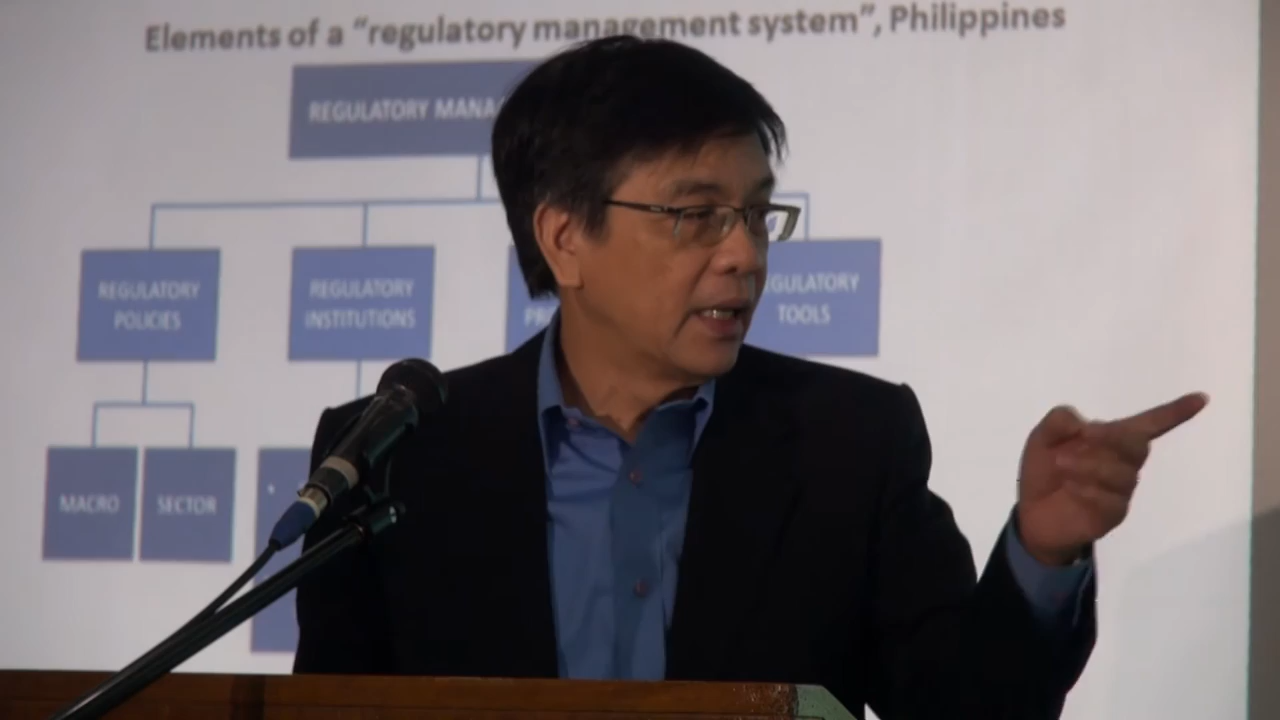 Elements of a "regulatory management system", Philippines
REGULATORY
REGULATORY
POLICIES
REGULATORY
INSTITUTIONS
TOOLS
MACRO
SECTOR